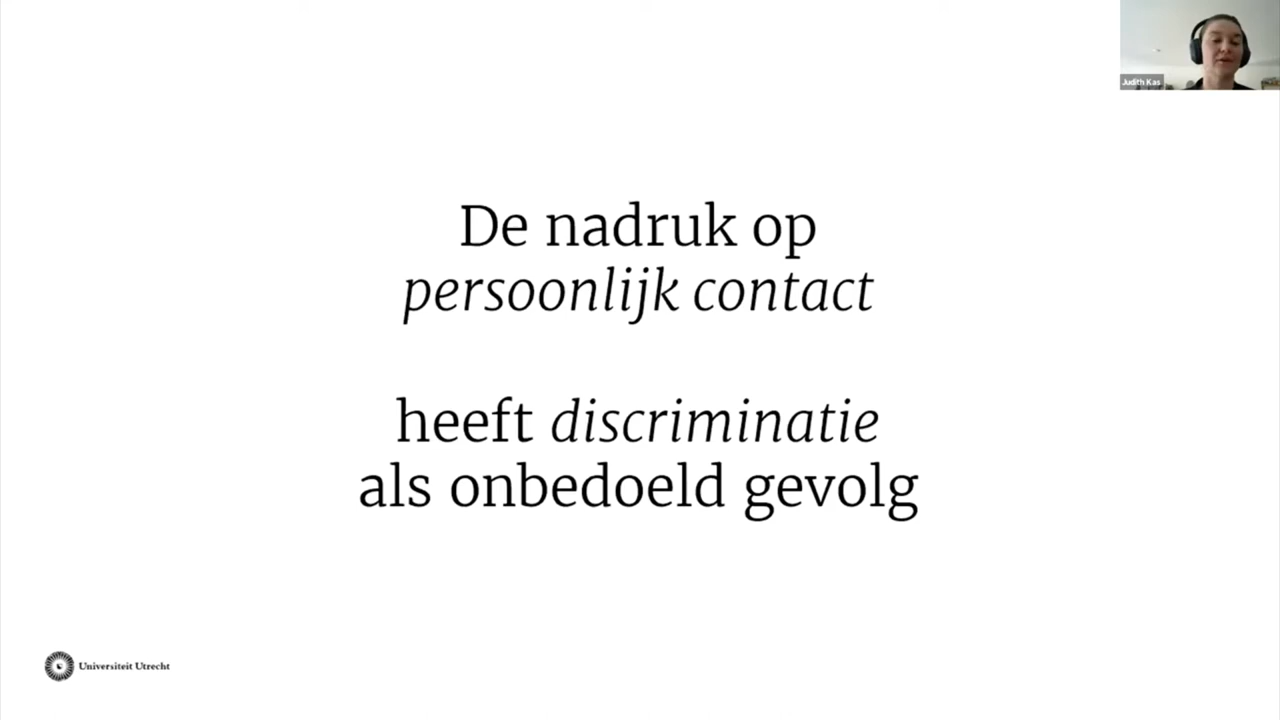 Judith Kas
De nadruk op
persoonlijk contact
heeft discriminatie
als onbedoeld gevolg
Universiteit Utrecht